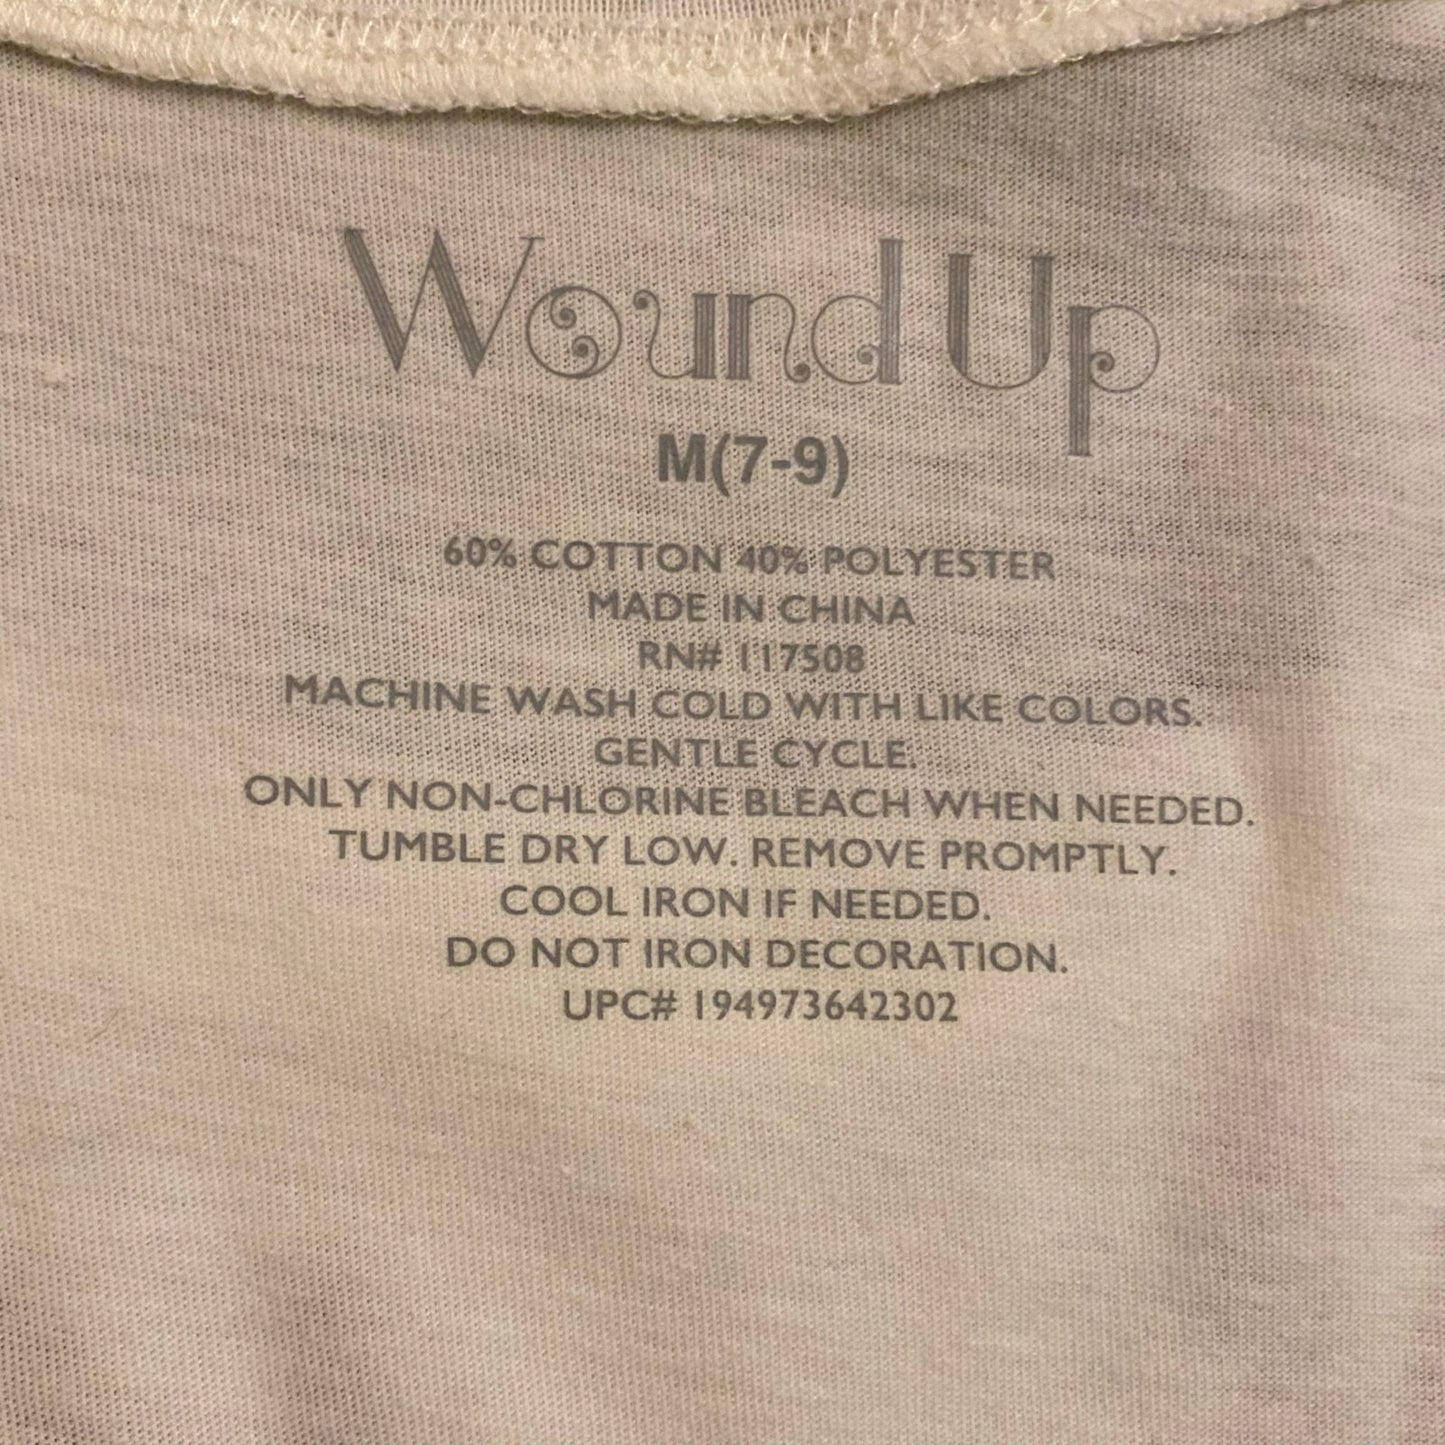 Wound Up
M(7-9)
60% COTTON 40% POLYESTER
MADE IN CHINA
RN# 117508
MACHINE WASH COLD WITH LIKE COLORS.
GENTLE CYCLE.
ONLY NON-CHLORINE BLEACH WHEN NEEDED.
TUMBLE DRY LOW. REMOVE PROMPTLY.
COOL IRON IF NEEDED.
DO NOT IRON DECORATION.
UPC# 194973642302